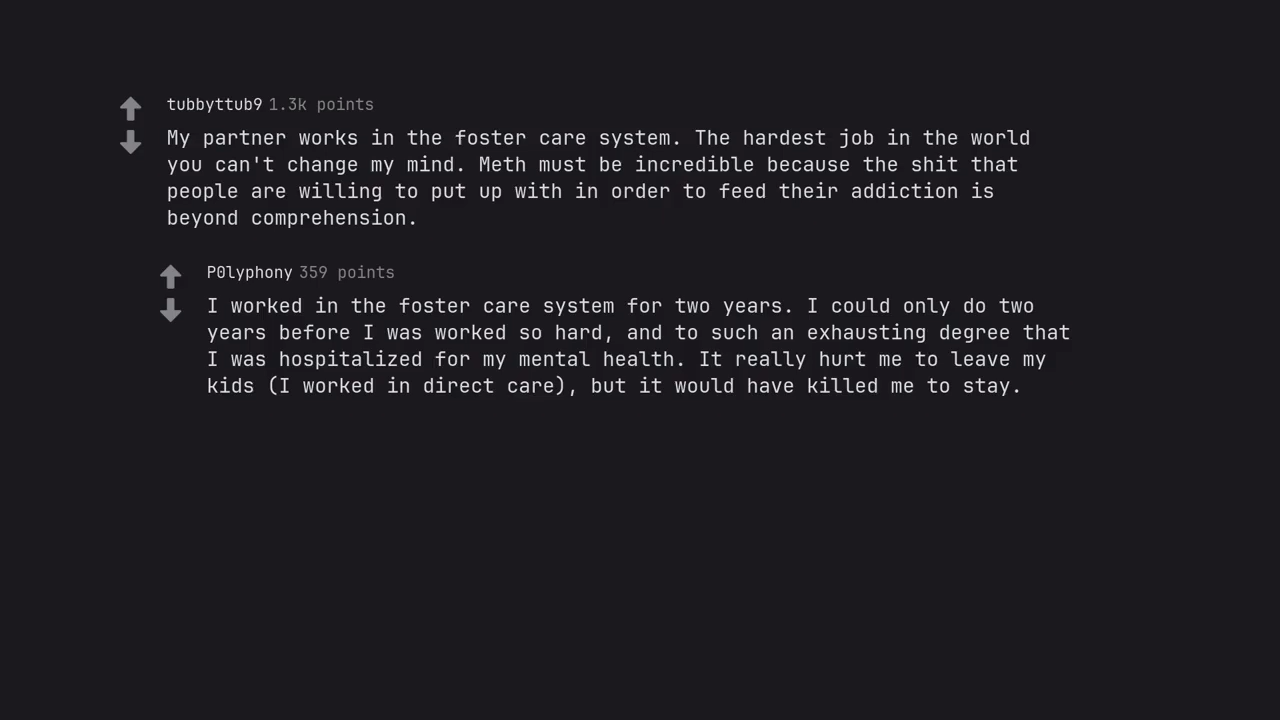 tubbyttub9 1.3k points
My partner works in the foster care system. The hardest job in the world
you can't change my mind. Meth must be incredible because the shit that
people are willing to put up with in order to feed their addiction is
beyond comprehension.
P0lyphony 359 points
I worked in the foster care system for two years. I could only do two
years before I was worked so hard, and to such an exhausting degree that
I was hospitalized for my mental health. It really hurt me to leave my
kids (I worked in direct care), but it would have killed me to stay.